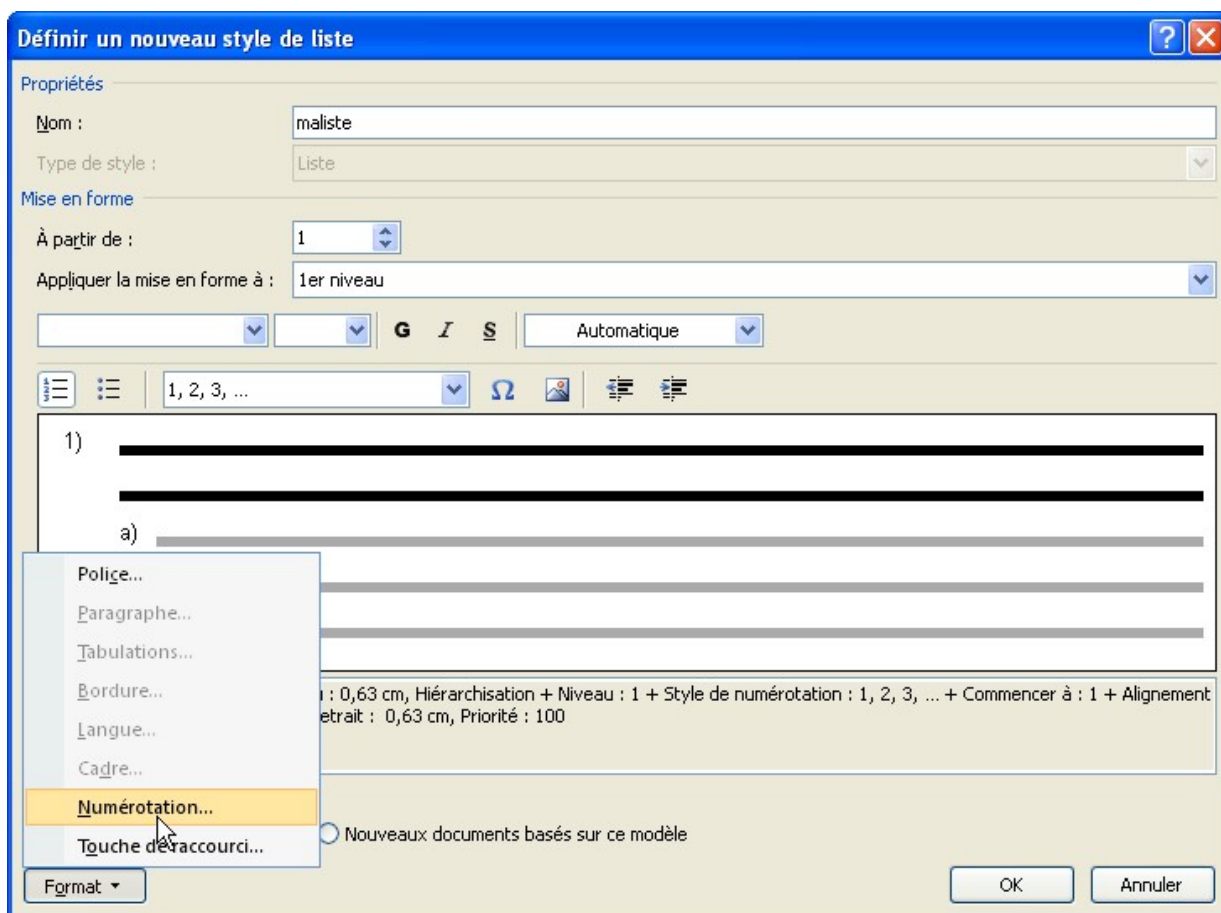 Définir un nouveau style de liste
Propriétés
Nom : maliste
Type de style : Liste
Mise en forme
À partir de : 1
Appliquer la mise en forme à : 1er niveau
G I S Automatique
1, 2, 3, ... Ω
1)
a)
Police...
Paragraphe...
Tabulations...
Bordure...
Langue...
Cadre...
Numérotation...
Touche de raccourci...
: 0,63 cm, Hiérarchisation + Niveau : 1 + Style de numérotation : 1, 2, 3, ... + Commencer à : 1 + Alignement
etrait : 0,63 cm, Priorité : 100
Nouveaux documents basés sur ce modèle
Format OK Annuler